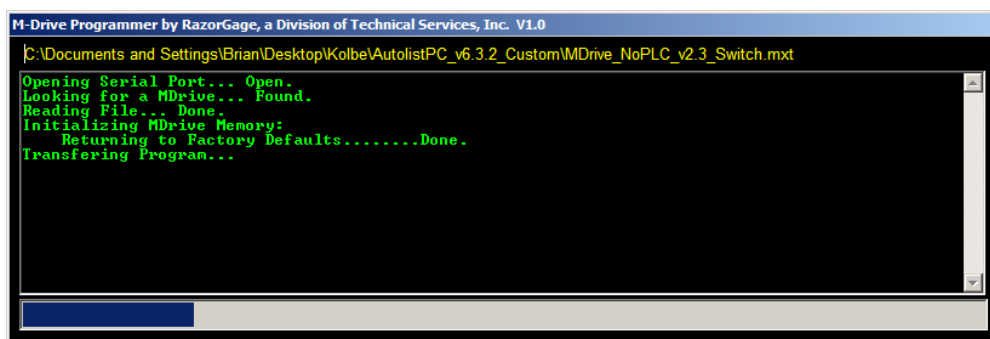 M-Drive Programmer by RazorGage, a Division of Technical Services, Inc. V1.0
C:\Documents and Settings\Brian\Desktop\Kolbe\AutolistPC_v6.3.2_Custom\MDrive_NoPLC_v2.3_Switch.mxt
Opening Serial Port... Open.
Looking for a MDrive... Found.
Reading File... Done.
Initializing MDrive Memory:
Returning to Factory Defaults........Done.
Transfering Program...